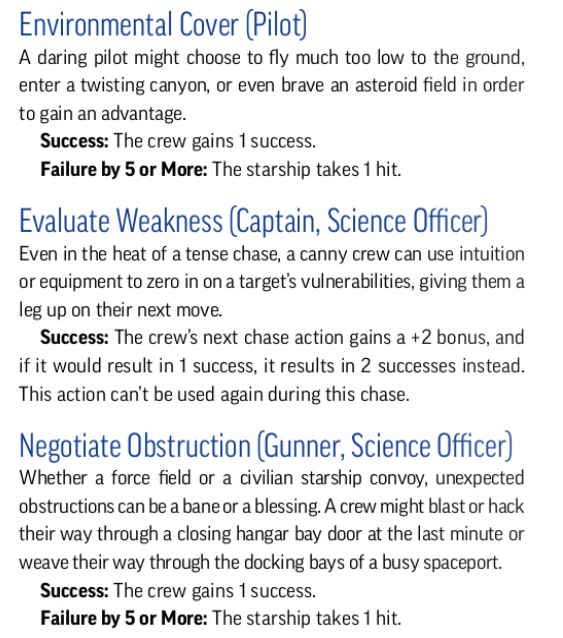 Environmental Cover (Pilot)
A daring pilot might choose to fly much too low to the ground,
enter a twisting canyon, or even brave an asteroid field in order
to gain an advantage.
Success: The crew gains 1 success.
Failure by 5 or More: The starship takes 1 hit.
Evaluate Weakness (Captain, Science Officer)
Even in the heat of a tense chase, a canny crew can use intuition
or equipment to zero in on a target's vulnerabilities, giving them a
leg up on their next move.
Success: The crew's next chase action gains a +2 bonus, and
if it would result in 1 success, it results in 2 successes instead.
This action can't be used again during this chase.
Negotiate Obstruction (Gunner, Science Officer)
Whether a force field or a civilian starship convoy, unexpected
obstructions can be a bane or a blessing. A crew might blast or hack
their way through a closing hangar bay door at the last minute or
weave their way through the docking bays of a busy spaceport.
Success: The crew gains 1 success.
Failure by 5 or More: The starship takes 1 hit.